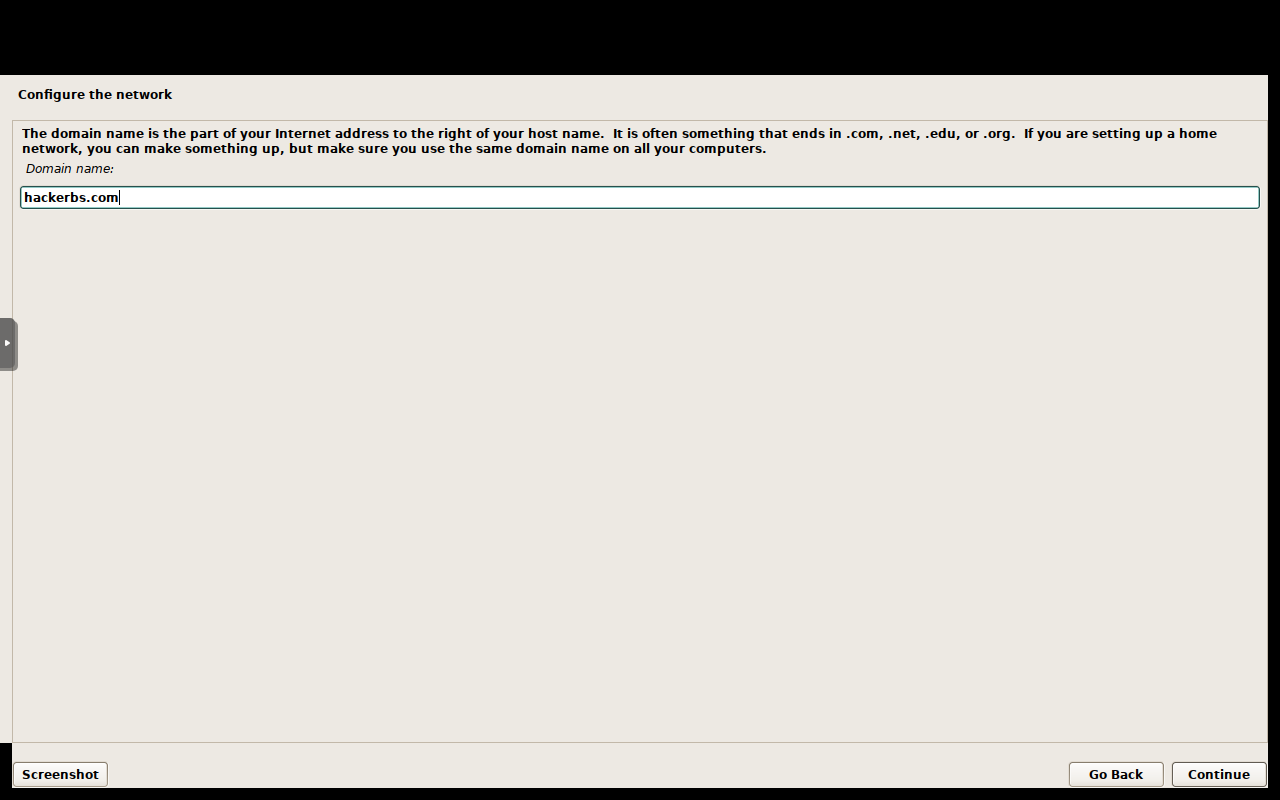 Configure the network
The domain name is the part of your Internet address to the right of your host name.  It is often something that ends in .com, .net, .edu, or .org.  If you are setting up a home
network, you can make something up, but make sure you use the same domain name on all your computers.
Domain name:
hackerbs.com
Screenshot
Go Back
Continue